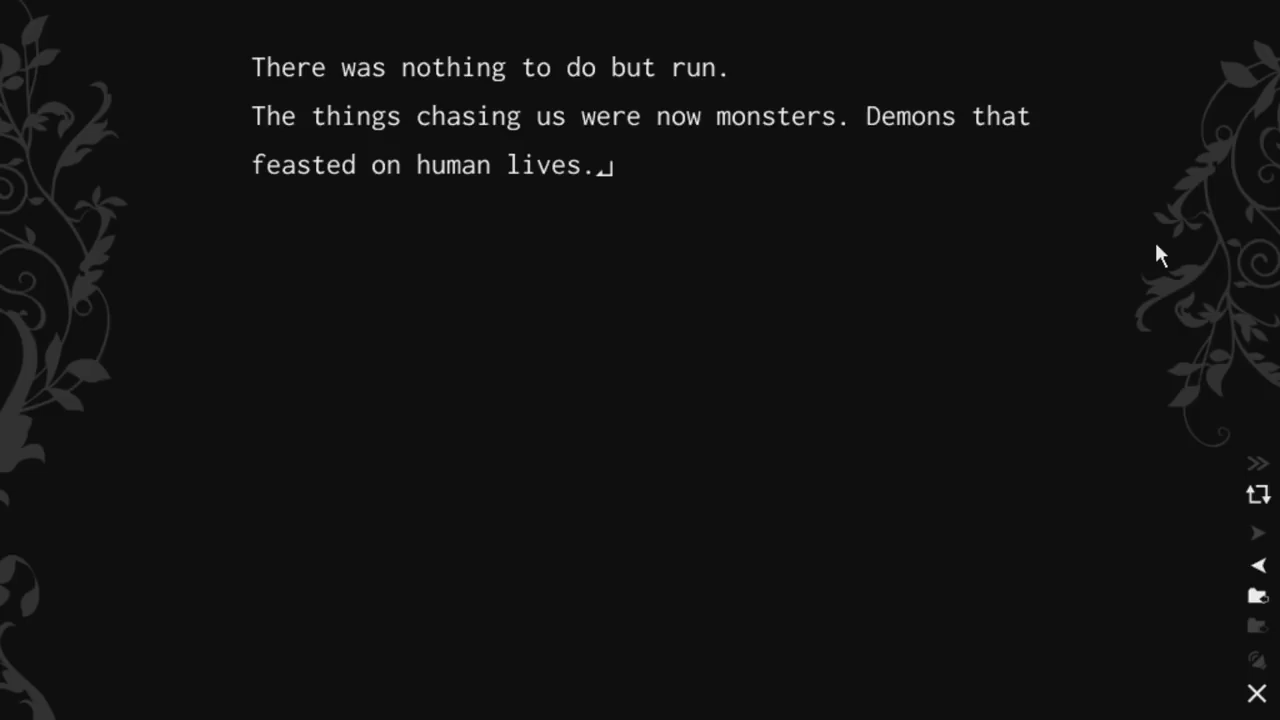 There was nothing to do but run.
The things chasing us were now monsters. Demons that
feasted on human lives.